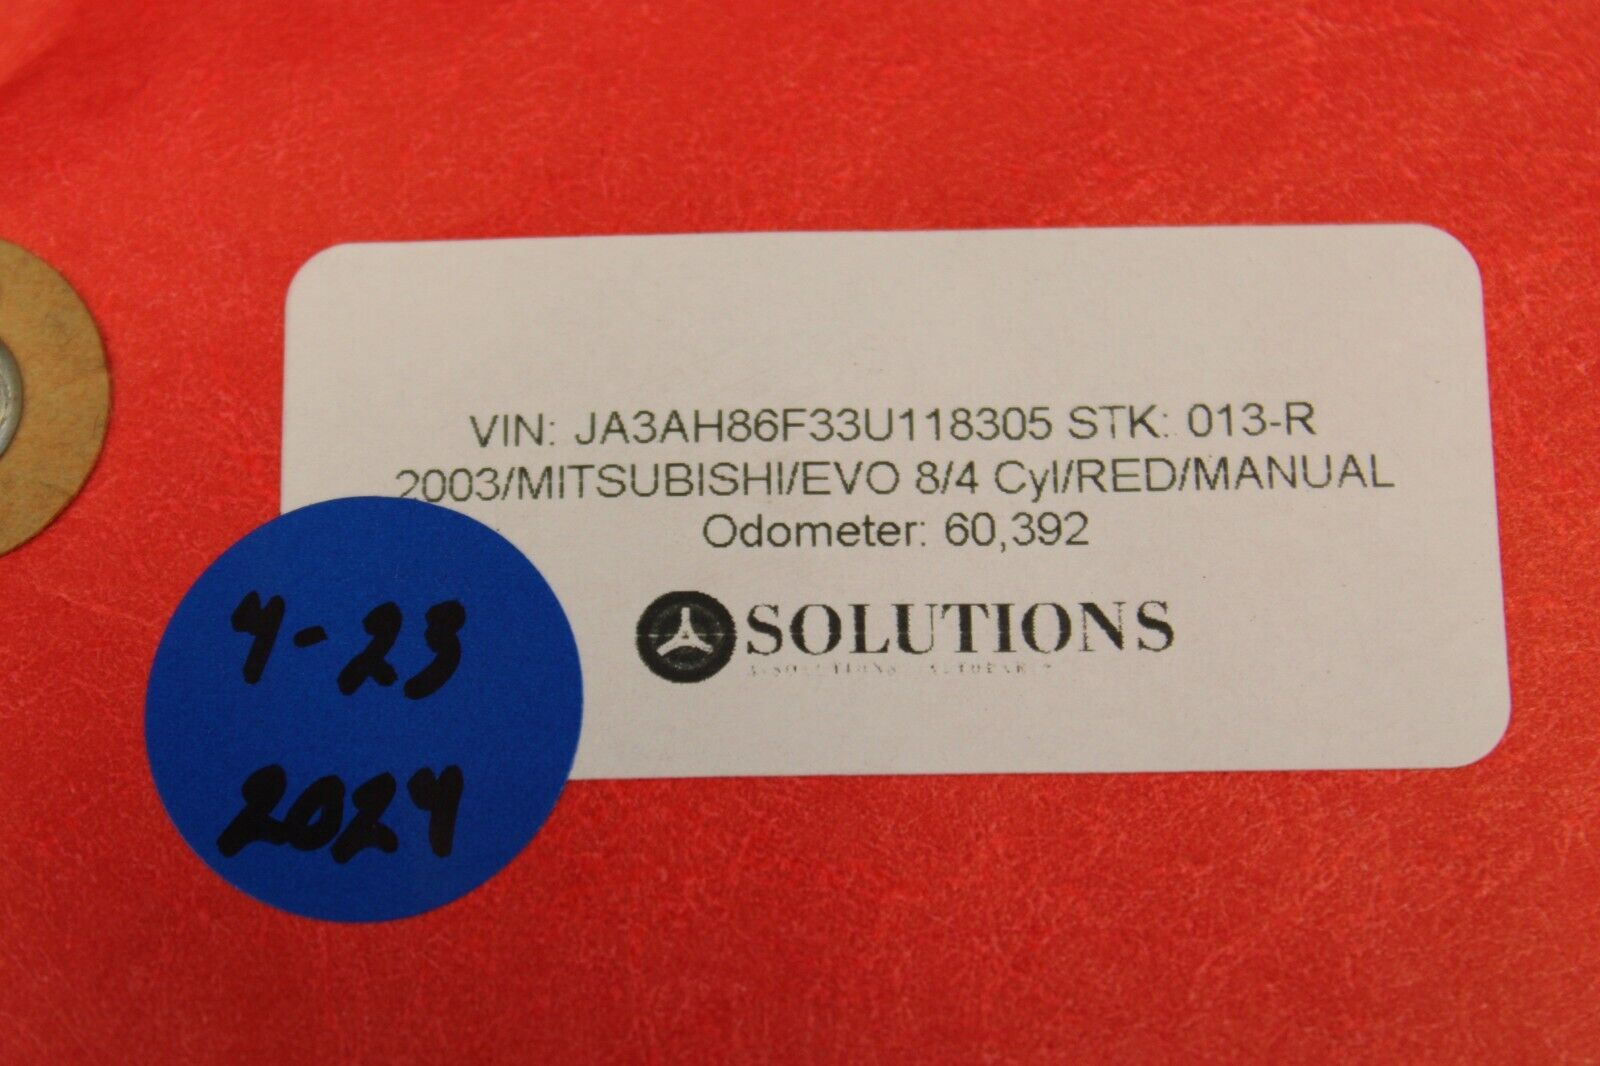 VIN: JA3AH86F33U118305 STK: 013-R
2003/MITSUBISHI/EVO 8/4 Cyl/RED/MANUAL
Odometer: 60,392
SOLUTIONS
4-23
2024